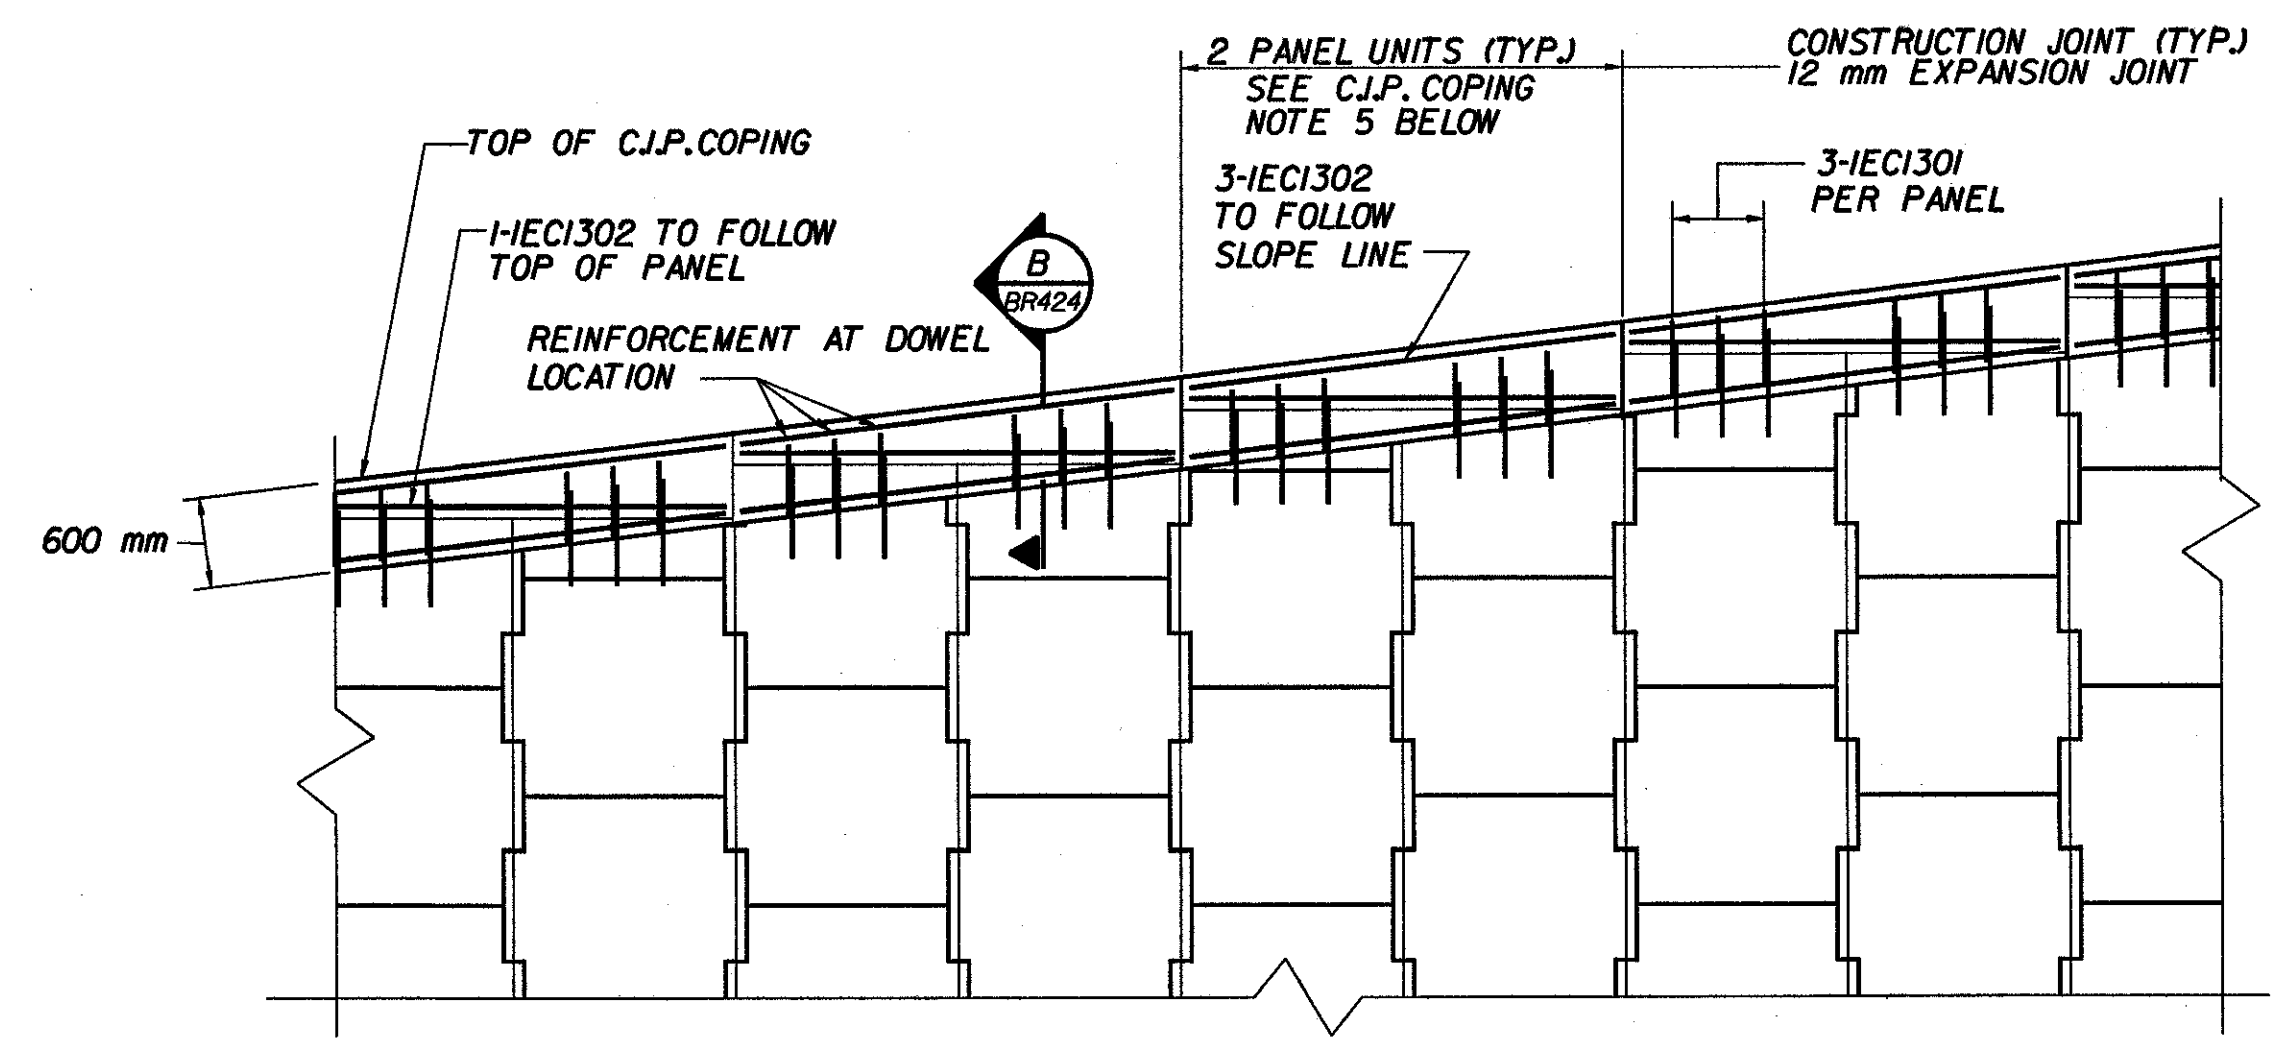 2 PANEL UNITS (TYP.)
SEE C.I.P. COPING
NOTE 5 BELOW
CONSTRUCTION JOINT (TYP.)
12 mm EXPANSION JOINT
TOP OF C.I.P. COPING
3-IEC1301
PER PANEL
3-IEC1302
TO FOLLOW
SLOPE LINE
1-IEC1302 TO FOLLOW
TOP OF PANEL
B
BR424
REINFORCEMENT AT DOWEL
LOCATION
600 mm